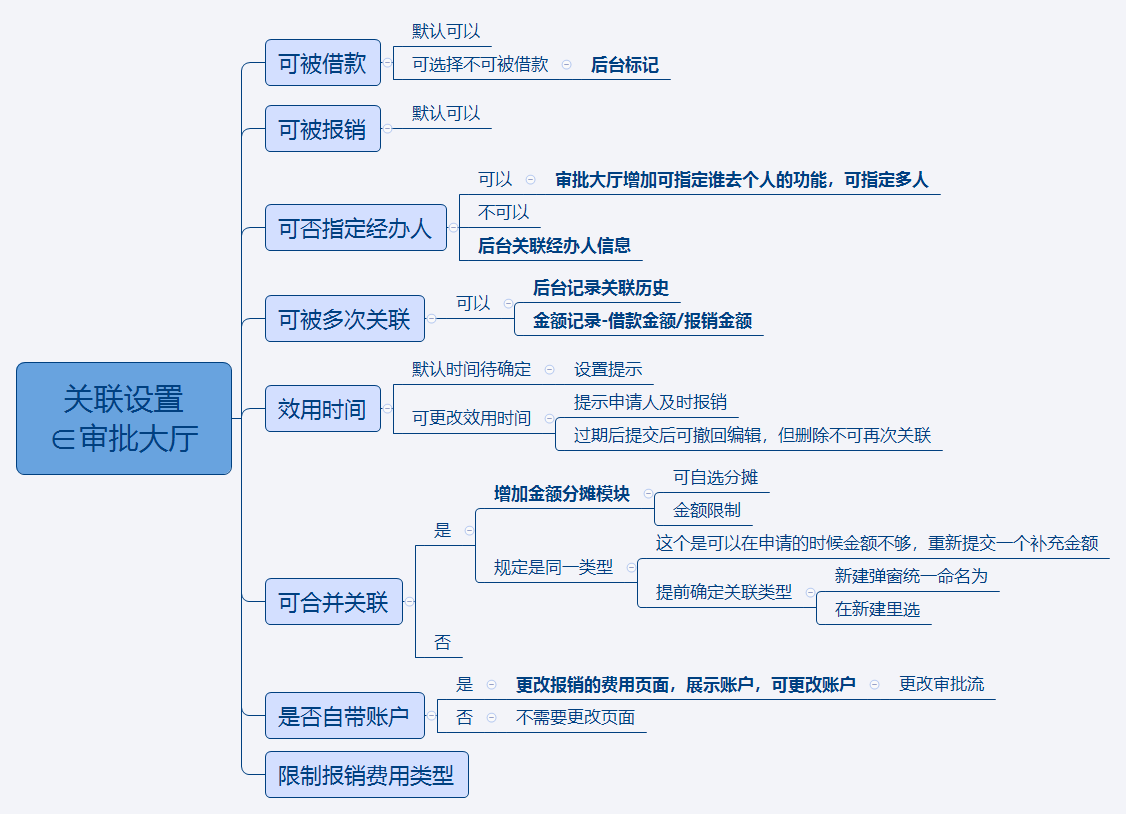 关联设置
∈审批大厅
可被借款
默认可以
可选择不可被借款
后台标记
可被报销
默认可以
可否指定经办人
可以
审批大厅增加可指定谁去个人的功能，可指定多人
不可以
后台关联经办人信息
可被多次关联
可以
后台记录关联历史
金额记录-借款金额/报销金额
效用时间
默认时间待确定
设置提示
可更改效用时间
提示申请人及时报销
过期后提交后可撤回编辑，但删除不可再次关联
可合并关联
是
增加金额分摊模块
可自选分摊
金额限制
规定是同一类型
这个是可以在申请的时候金额不够，重新提交一个补充金额
提前确定关联类型
新建弹窗统一命名为
在新建里选
否
是否自带账户
是
更改报销的费用页面，展示账户，可更改账户
更改审批流
否
不需要更改页面
限制报销费用类型